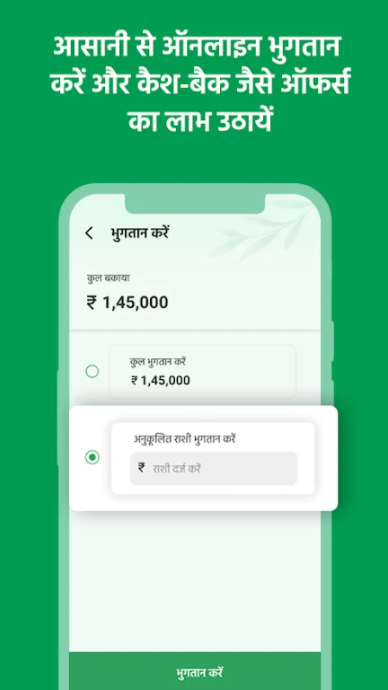 आसानी से ऑनलाइन भुगतान
करें और कैश-बैक जैसे ऑफर्स
का लाभ उठायें
भुगतान करें
कुल बकाया
₹ 1,45,000
कुल भुगतान करें
₹ 1,45,000
अनुकूलित राशी भुगतान करें
₹ राशी दर्ज करें
भुगतान करें